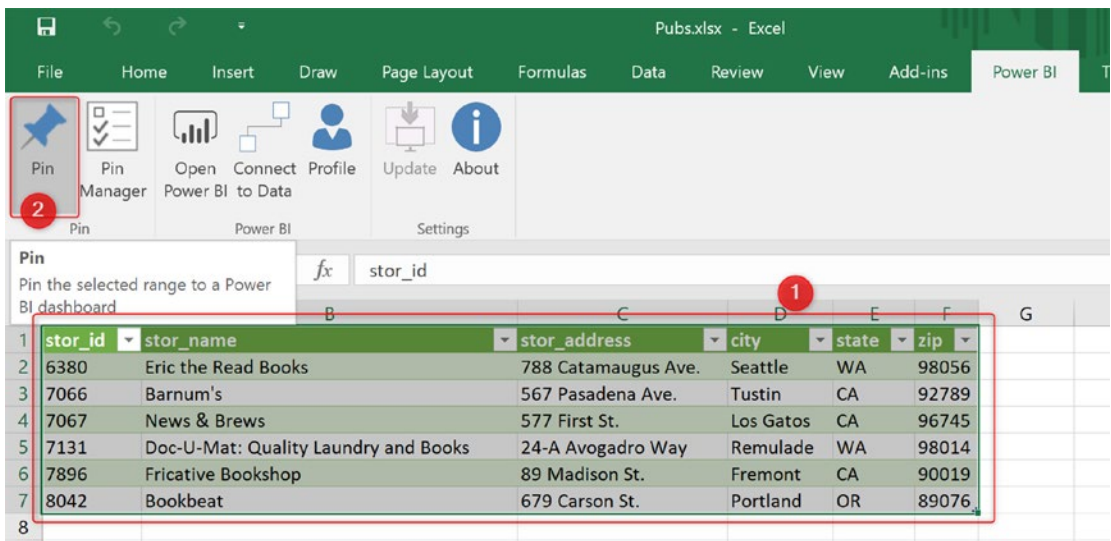 Pubs.xlsx - Excel
File Home Insert Draw Page Layout Formulas Data Review View Add-ins Power BI T
Pin Pin Manager Open Power BI Connect to Data Profile Update About
2
Pin Power BI Settings
Pin
Pin the selected range to a Power
BI dashboard
fx stor_id
1
B C D E F G
1 stor_id stor_name stor_address city state zip
2 6380 Eric the Read Books 788 Catamaugus Ave. Seattle WA 98056
3 7066 Barnum's 567 Pasadena Ave. Tustin CA 92789
4 7067 News & Brews 577 First St. Los Gatos CA 96745
5 7131 Doc-U-Mat: Quality Laundry and Books 24-A Avogadro Way Remulade WA 98014
6 7896 Fricative Bookshop 89 Madison St. Fremont CA 90019
7 8042 Bookbeat 679 Carson St. Portland OR 89076
8